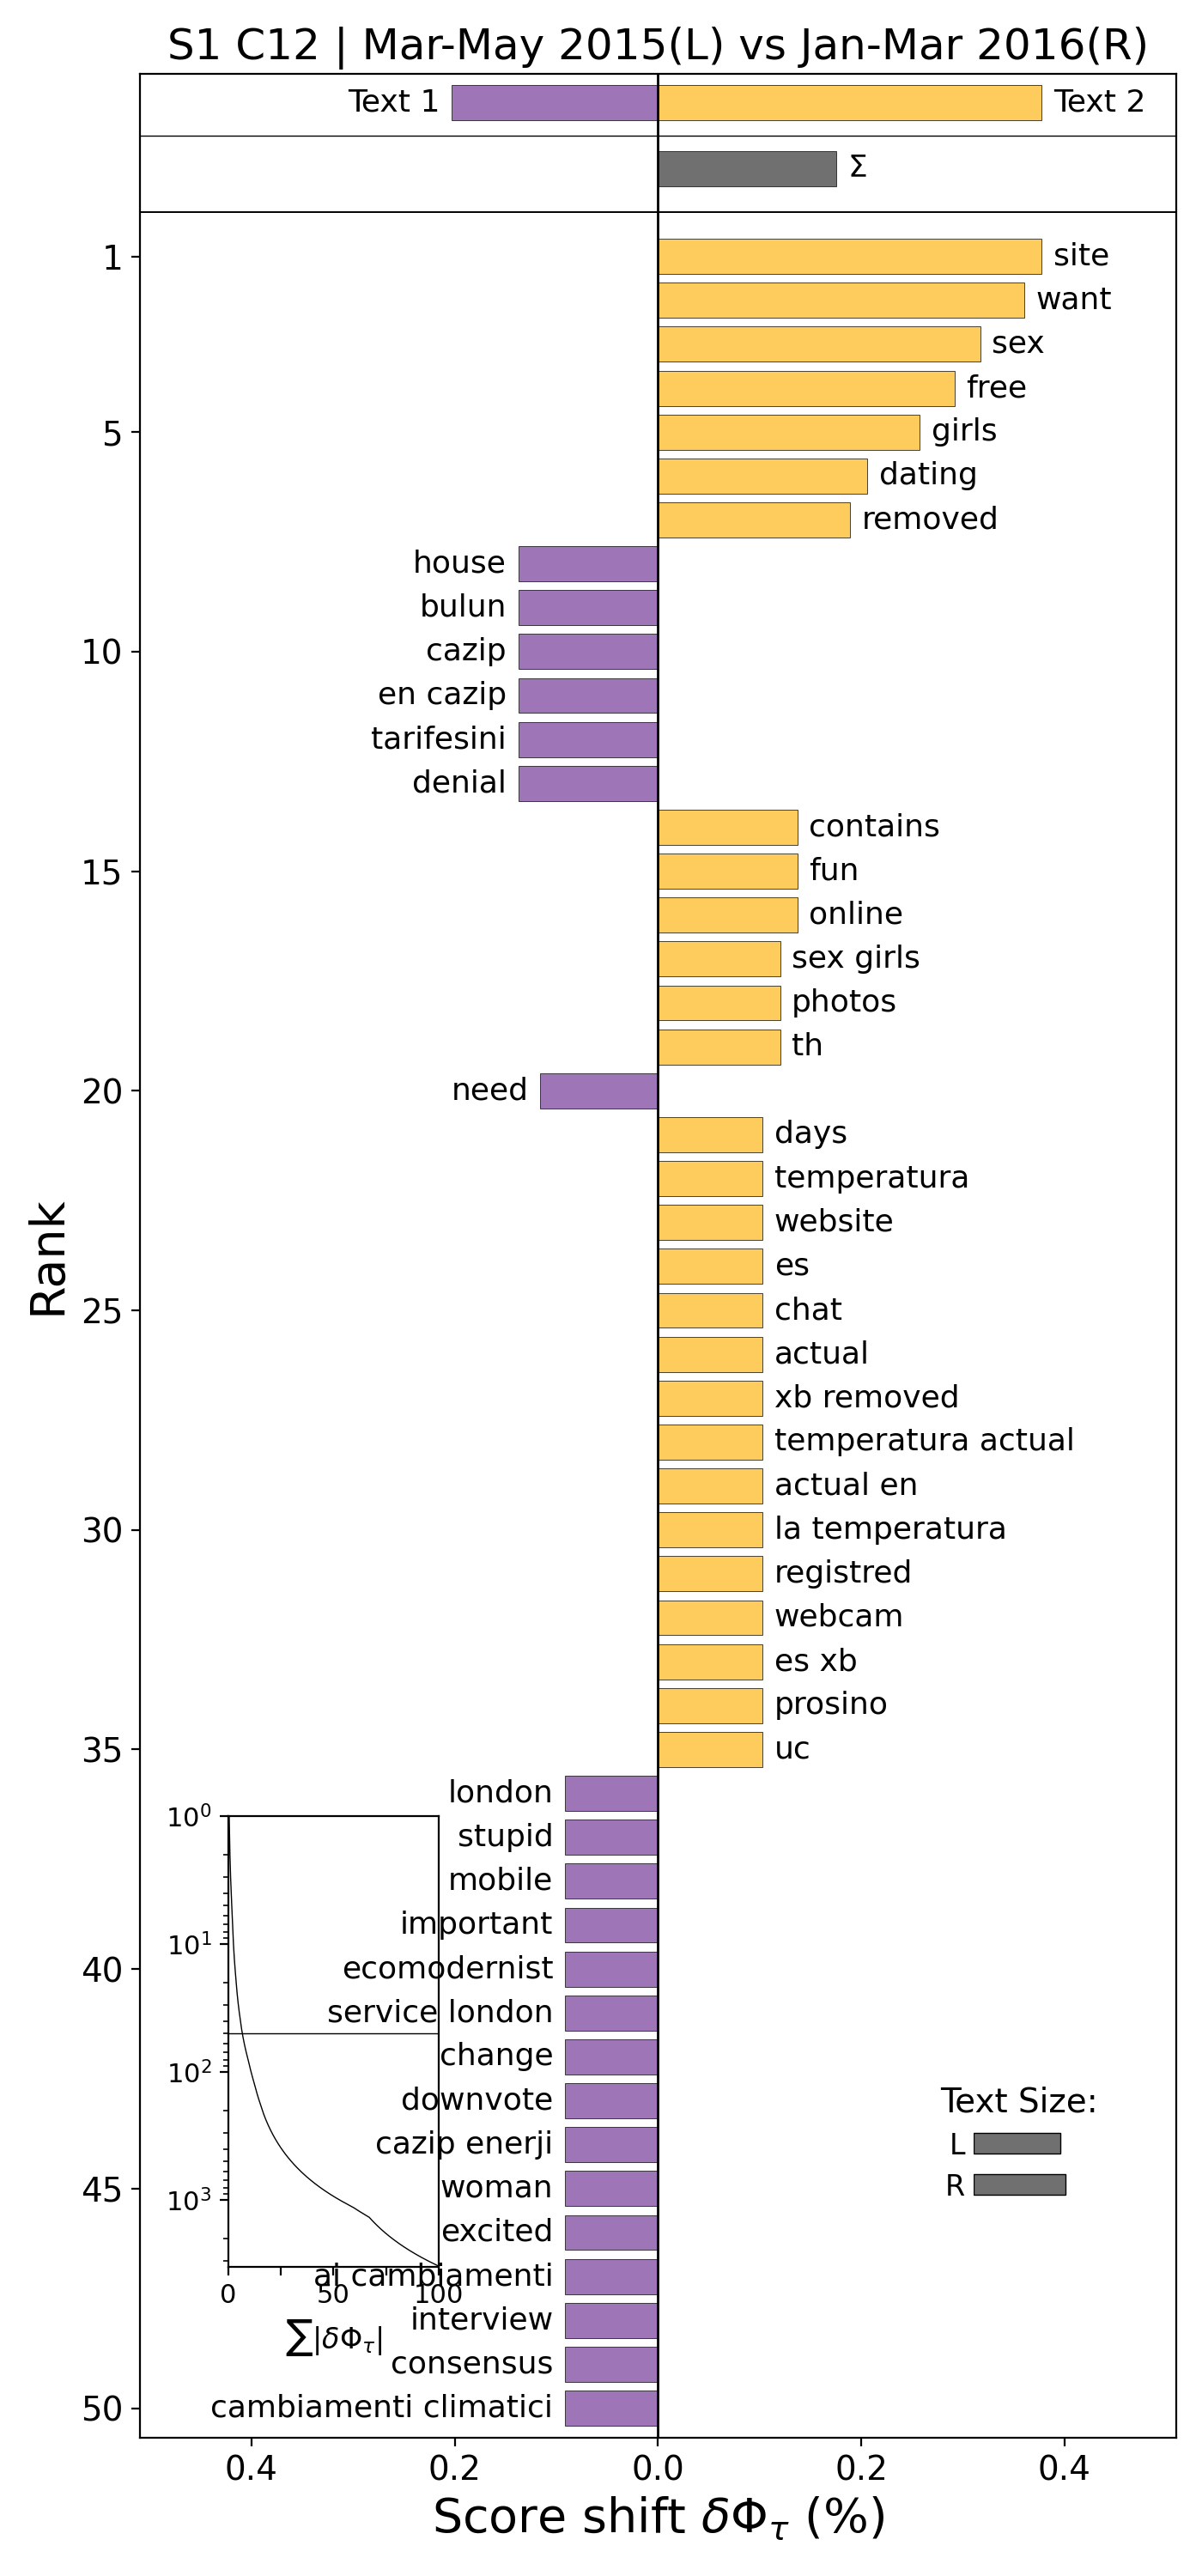 S1 C12 | Mar-May 2015(L) vs Jan-Mar 2016(R)
Text 1
Text 2
Σ
Rank
1
5
10
15
20
25
30
35
40
45
50
site
want
sex
free
girls
dating
removed
house
bulun
cazip
en cazip
tarifesini
denial
contains
fun
online
sex girls
photos
th
need
days
temperatura
website
es
chat
actual
xb removed
temperatura actual
actual en
la temperatura
registred
webcam
es xb
prosino
uc
london
stupid
mobile
important
ecomodernist
service london
change
downvote
cazip enerji
woman
excited
ai cambiamenti
interview
consensus
cambiamenti climatici
10⁰
10¹
10²
10³
0 50 100
∑|δΦ_τ|
Text Size:
L
R
0.4 0.2 0.0 0.2 0.4
Score shift δΦ_τ (%)